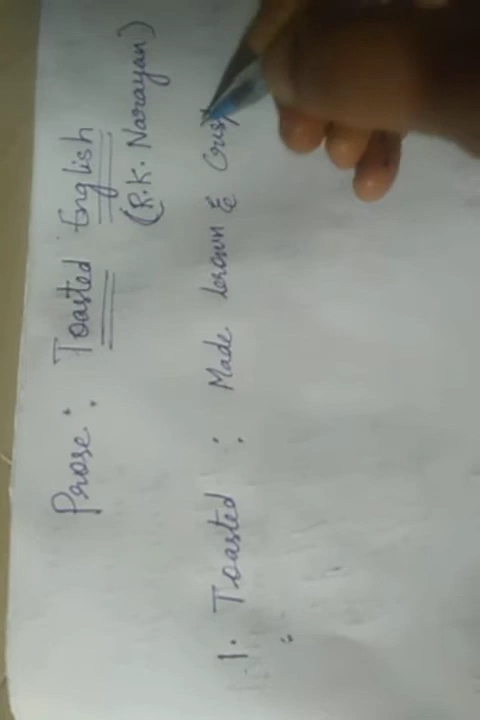 Prose: Toasted English
(R.K. Narayan)
1. Toasted : Made brown & Crisp